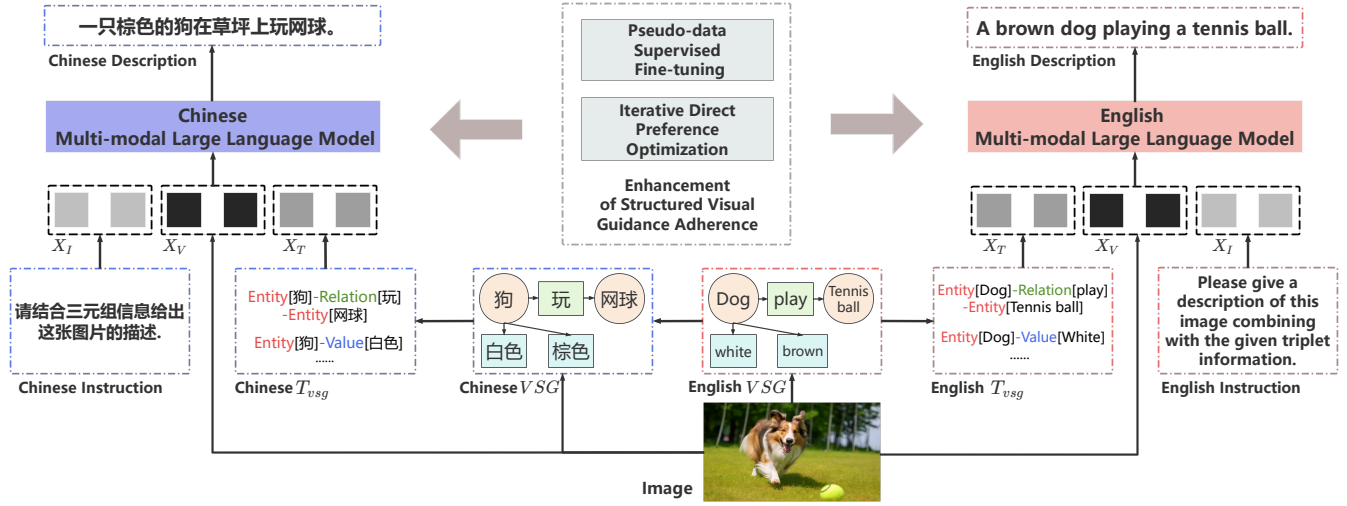 一只棕色的狗在草坪上玩网球。
Chinese Description
Chinese
Multi-modal Large Language Model
X_I
X_V
X_T
请结合三元组信息给出
这张图片的描述.
Chinese Instruction
Entity[狗]-Relation[玩]
-Entity[网球]
Entity[狗]-Value[白色]
......
Chinese T_{vsg}
Pseudo-data
Supervised
Fine-tuning
Iterative Direct
Preference
Optimization
Enhancement
of Structured Visual
Guidance Adherence
狗
玩
网球
白色
棕色
Chinese VSG
Dog
play
Tennis
ball
white
brown
English VSG
Image
A brown dog playing a tennis ball.
English Description
English
Multi-modal Large Language Model
X_T
X_V
X_I
Entity[Dog]-Relation[play]
-Entity[Tennis ball]
Entity[Dog]-Value[White]
......
English T_{vsg}
Please give a
description of this
image combining
with the given triplet
information.
English Instruction